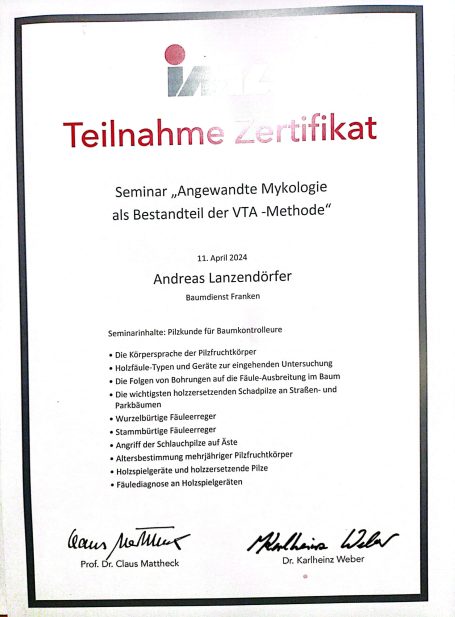 Teilnahme Zertifikat
Seminar „Angewandte Mykologie
als Bestandteil der VTA -Methode“
11. April 2024
Andreas Lanzendörfer
Baumdienst Franken
Seminarinhalte: Pilzkunde für Baumkontrolleure
• Die Körpersprache der Pilzfruchtkörper
• Holzfäule-Typen und Geräte zur eingehenden Untersuchung
• Die Folgen von Bohrungen auf die Fäule-Ausbreitung im Baum
• Die wichtigsten holzzersetzenden Schadpilze an Straßen- und
Parkbäumen
• Wurzelbürtige Fäuleerreger
• Stammbürtige Fäuleerreger
• Angriff der Schlauchpilze auf Äste
• Altersbestimmung mehrjähriger Pilzfruchtkörper
• Holzspielgeräte und holzzersetzende Pilze
• Fäulediagnose an Holzspielgeräten
Claus Mattheck Karlheinz Weber
Prof. Dr. Claus Mattheck Dr. Karlheinz Weber